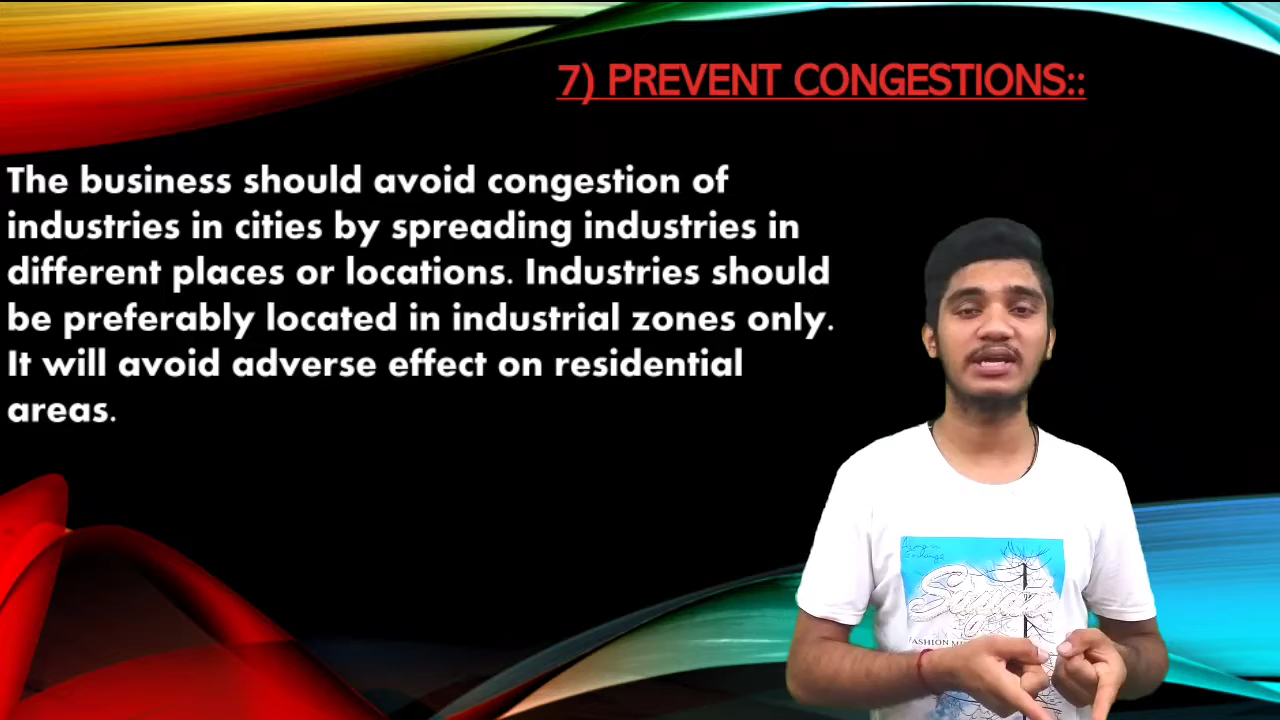 7) PREVENT CONGESTIONS::
The business should avoid congestion of
industries in cities by spreading industries in
different places or locations. Industries should
be preferably located in industrial zones only.
It will avoid adverse effect on residential
areas.